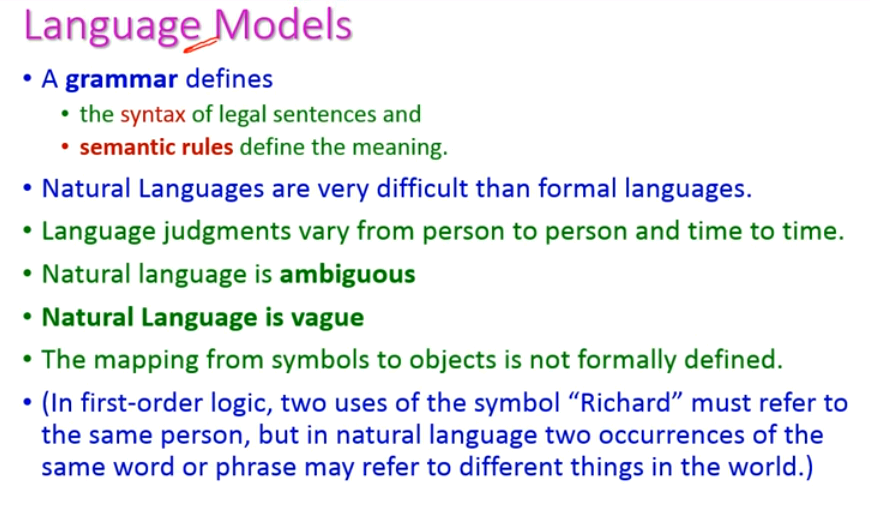 Language Models
• A grammar defines
• the syntax of legal sentences and
• semantic rules define the meaning.
• Natural Languages are very difficult than formal languages.
• Language judgments vary from person to person and time to time.
• Natural language is ambiguous
• Natural Language is vague
• The mapping from symbols to objects is not formally defined.
• (In first-order logic, two uses of the symbol “Richard” must refer to
the same person, but in natural language two occurrences of the
same word or phrase may refer to different things in the world.)